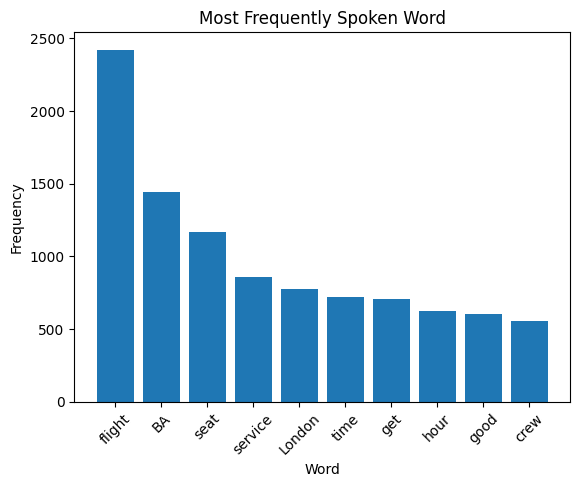 Most Frequently Spoken Word
2500
2000
1500
1000
500
0
Frequency
flight
BA
seat
service
London
time
get
hour
good
crew
Word